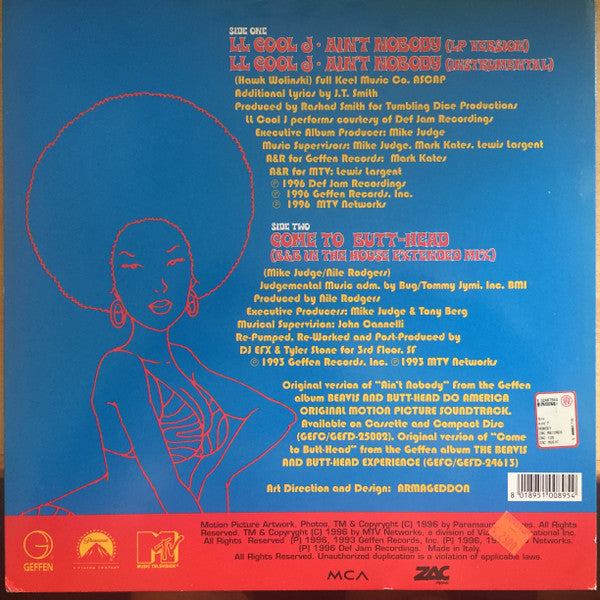 SIDE ONE
LL COOL J • AIN'T NOBODY (LP VERSION)
LL COOL J • AIN'T NOBODY (INSTRUMENTAL)
(Hawk Wolinski) Full Keel Music Co. ASCAP
Additional Lyrics by J.T. Smith
Produced by Rashad Smith for Tumbling Dice Productions
LL Cool J performs courtesy of Def Jam Recordings
Executive Album Producer: Mike Judge
Music Supervisors: Mike Judge, Mark Kates, Lewis Largent
A&R for Geffen Records: Mark Kates
A&R for MTV: Lewis Largent
℗ 1996 Def Jam Recordings
℗ 1996 Geffen Records, Inc.
℗ 1996 MTV Networks
SIDE TWO
COME TO BUTT-HEAD
(B&B IN THA HOUSE EXTENDED MIX)
(Mike Judge/Nile Rodgers)
Judgemental Music adm. by Bug/Tommy Jymi, Inc. BMI
Produced by Nile Rodgers
Executive Producers: Mike Judge & Tony Berg
Musical Supervision: John Cannelli
Re-Pumped, Re-Worked and Post-Produced by
DJ EFX & Tyler Stone for 3rd Floor, SF
℗ 1993 Geffen Records, Inc. ℗ 1993 MTV Networks
Original version of "Ain't Nobody" From the Geffen
album BEAVIS AND BUTT-HEAD DO AMERICA
ORIGINAL MOTION PICTURE SOUNDTRACK.
Available on Cassette and Compact Disc
(GEFC/GEFD-25002). Original version of "Come
to Butt-Head" from the Geffen album THE BEAVIS
AND BUTT-HEAD EXPERIENCE (GEFC/GEFD-24613)
Art Direction and Design: ARMAGEDDON
8 018951 008954
Motion Picture Artwork, Photos, TM & Copyright (C) 1996 by Paramount Pictures. All Rights
Reserved. TM & Copyright (C) 1996 by MTV Networks, a division of International Inc.
All Rights Reserved (P) 1996, 1993 Geffen Records, Inc. (P) 1996, Networks.
(P) 1996 Def Jam Recordings. Made in Italy.
All Rights Reserved. Unauthorized duplication is a violation of applicable laws.
GEFFEN
Paramount
MTV
MUSIC TELEVISION
MCA
ZAC